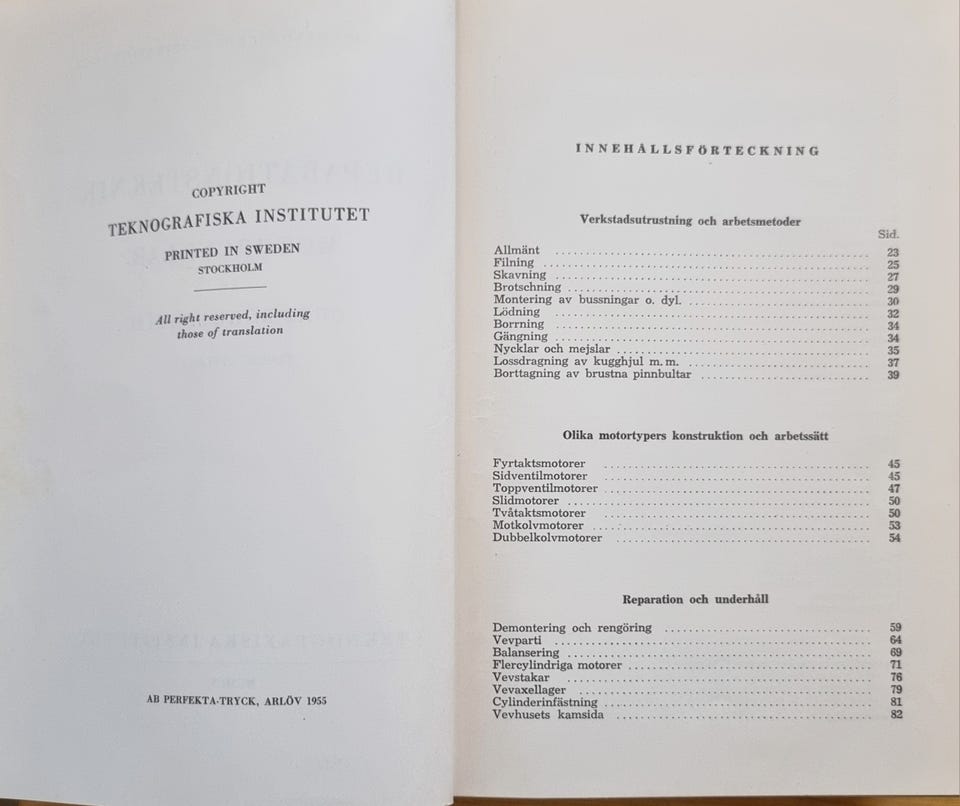 COPYRIGHT
TEKNOGRAFISKA INSTITUTET
PRINTED IN SWEDEN
STOCKHOLM
All right reserved, including
those of translation
AB PERFEKTA-TRYCK, ARLÖV 1955
INNEHÅLLSFÖRTECKNING
Verkstadsutrustning och arbetsmetoder
Sid.
Allmänt 23
Filning 25
Skavning 27
Brotschning 29
Montering av bussningar o. dyl. 30
Lödning 32
Borrning 34
Gängning 34
Nycklar och mejslar 35
Lossdragning av kugghjul m. m. 37
Borttagning av brustna pinnbultar 39
Olika motortypers konstruktion och arbetssätt
Fyrtaktsmotorer 45
Sidventilmotorer 45
Toppventilmotorer 47
Slidmotorer 50
Tvåtaktsmotorer 50
Motkolvmotorer 53
Dubbelkolvmotorer 54
Reparation och underhåll
Demontering och rengöring 59
Vevparti 64
Balansering 69
Flercylindriga motorer 71
Vevstakar 76
Vevaxellager 79
Cylinderinfästning 81
Vevhusets kamsida 82